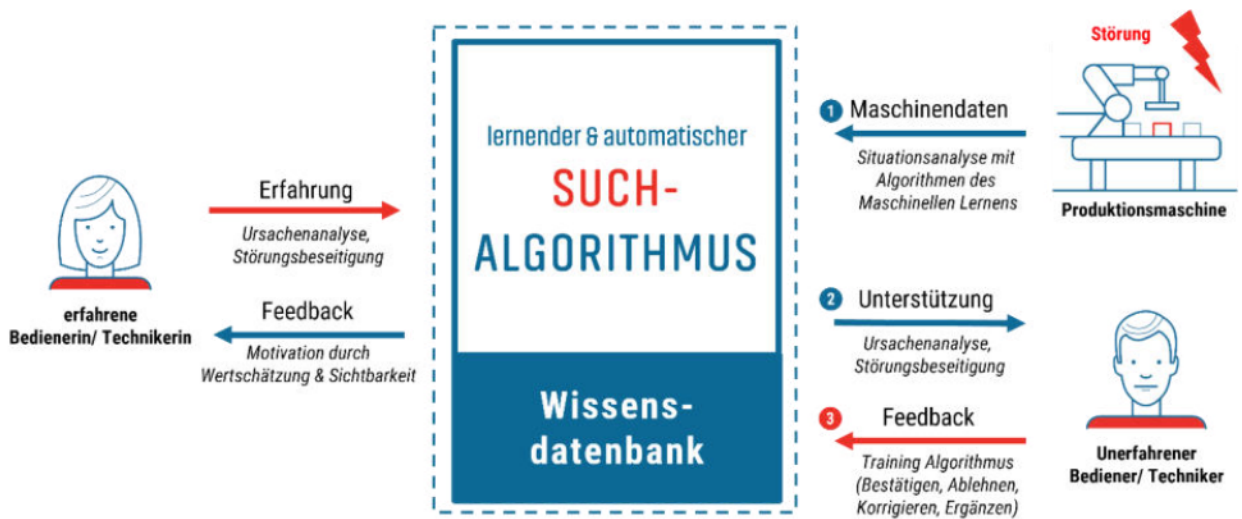 Erfahrung
Ursachenanalyse,
Störungsbeseitigung
erfahrene
Bedienerin/ Technikerin
Feedback
Motivation durch
Wertschätzung & Sichtbarkeit
lernender & automatischer
SUCH-
ALGORITHMUS
Wissens-
datenbank
Störung
1 Maschinendaten
Situationsanalyse mit
Algorithmen des
Maschinellen Lernens
Produktionsmaschine
2 Unterstützung
Ursachenanalyse,
Störungsbeseitigung
3 Feedback
Training Algorithmus
(Bestätigen, Ablehnen,
Korrigieren, Ergänzen)
Unerfahrener
Bediener/ Techniker